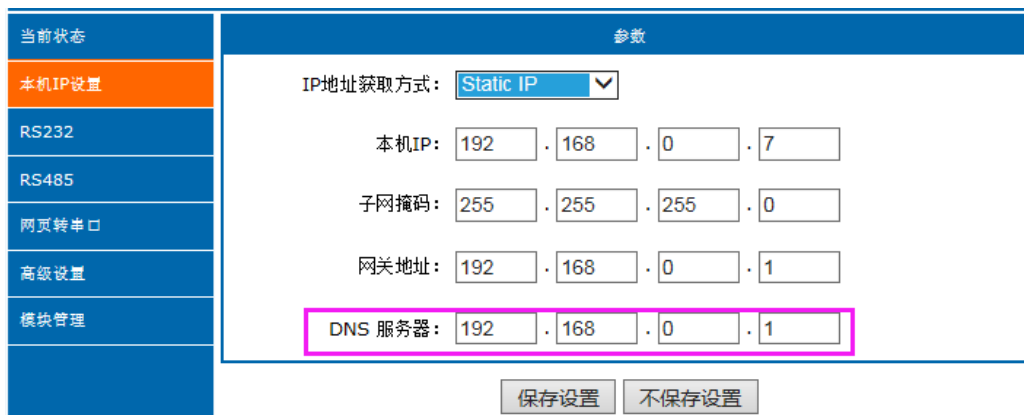 当前状态
本机IP设置
RS232
RS485
网页转串口
高级设置
模块管理
参数
IP地址获取方式: Static IP
本机IP: 192 . 168 . 0 . 7
子网掩码: 255 . 255 . 255 . 0
网关地址: 192 . 168 . 0 . 1
DNS 服务器: 192 . 168 . 0 . 1
保存设置 不保存设置